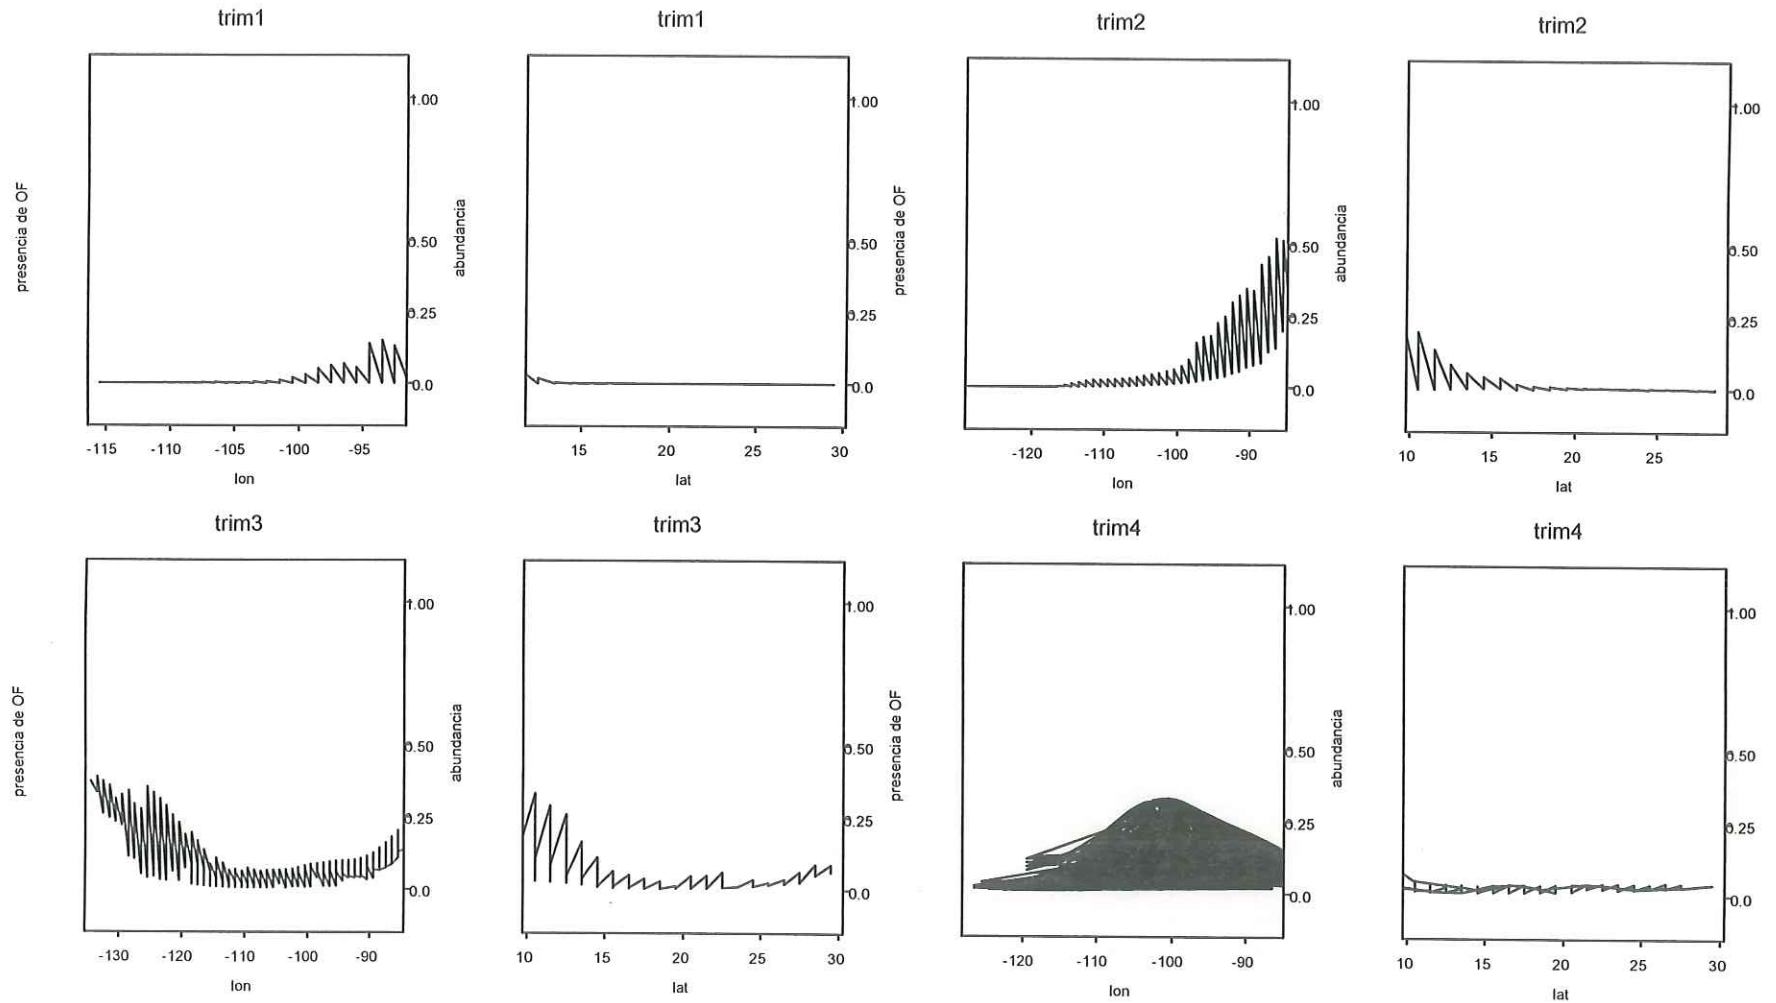 trim1
trim1
trim2
trim2
presencia de OF
1.00
0.50
0.25
0.0
abundancia
1.00
0.50
0.25
0.0
presencia de OF
1.00
0.50
0.25
0.0
abundancia
1.00
0.50
0.25
0.0
-115 -110 -105 -100 -95
15 20 25 30
-120 -110 -100 -90
10 15 20 25
lon
lat
lon
lat
trim3
trim3
trim4
trim4
presencia de OF
1.00
0.50
0.25
0.0
abundancia
1.00
0.50
0.25
0.0
presencia de OF
1.00
0.50
0.25
0.0
abundancia
1.00
0.50
0.25
0.0
-130 -120 -110 -100 -90
10 15 20 25 30
-120 -110 -100 -90
10 15 20 25 30
lon
lat
lon
lat